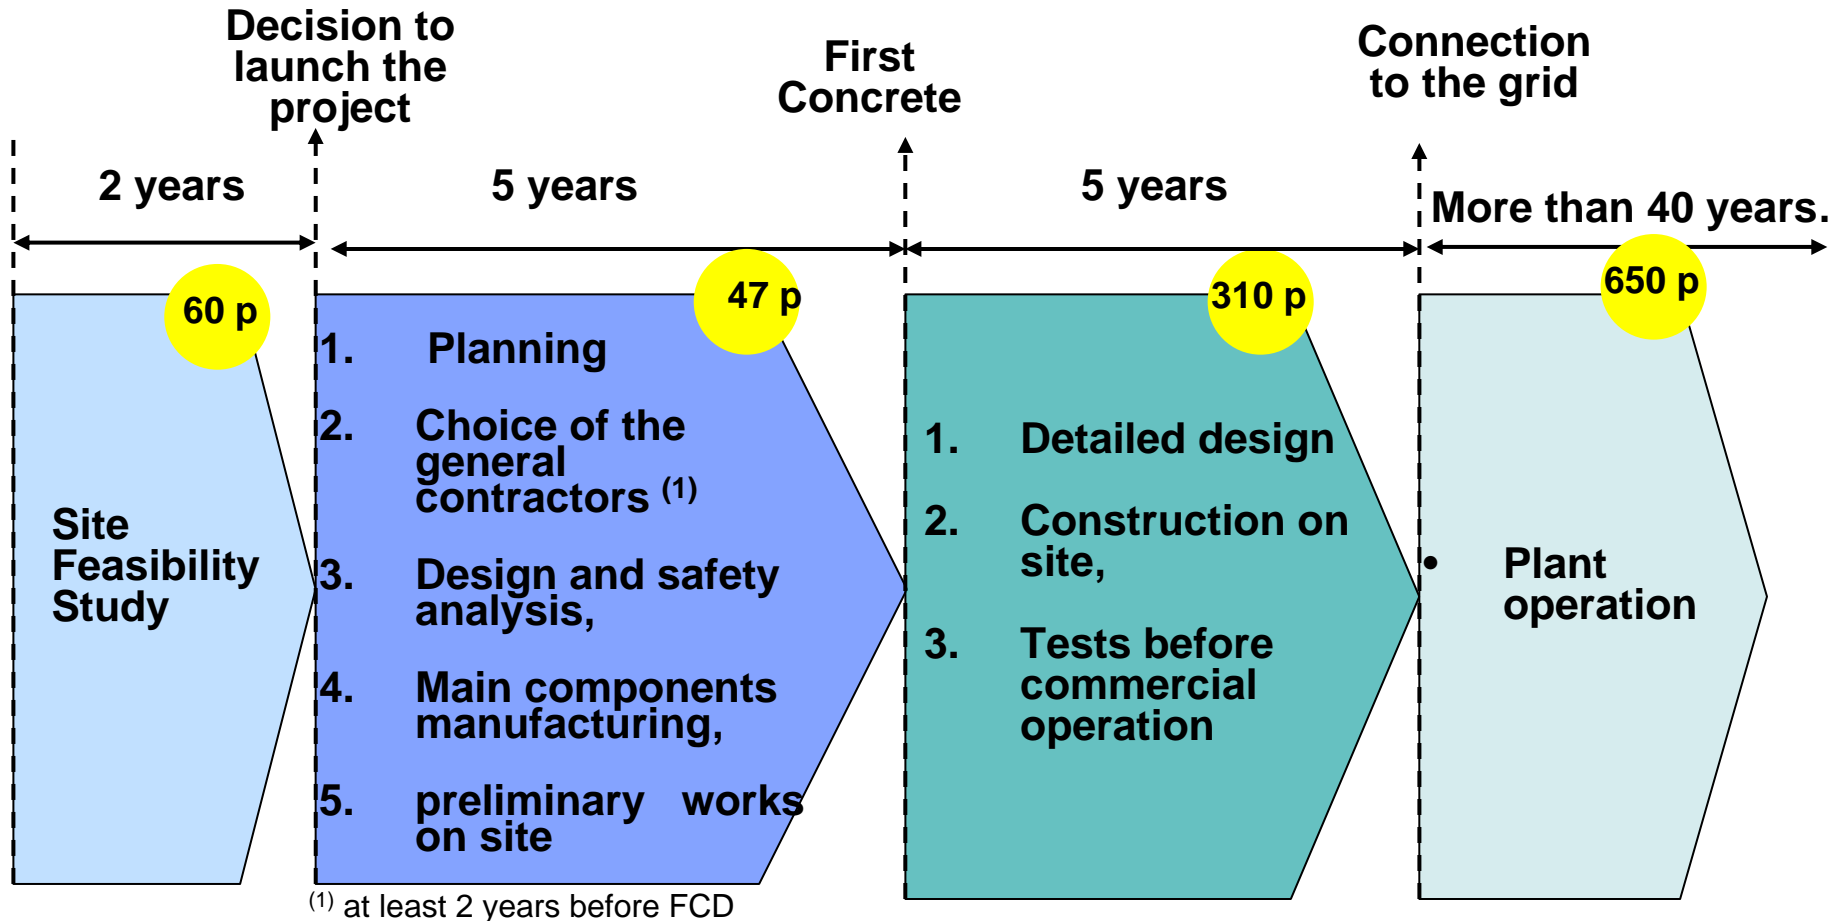 Decision to
launch the
project
First
Concrete
Connection
to the grid
2 years
5 years
5 years
More than 40 years.
60 p
47 p
310 p
650 p
Site
Feasibility
Study
1. Planning
2. Choice of the
general
contractors (1)
3. Design and safety
analysis,
4. Main components
manufacturing,
5. preliminary works
on site
1. Detailed design
2. Construction on
site,
3. Tests before
commercial
operation
• Plant
operation
(1) at least 2 years before FCD